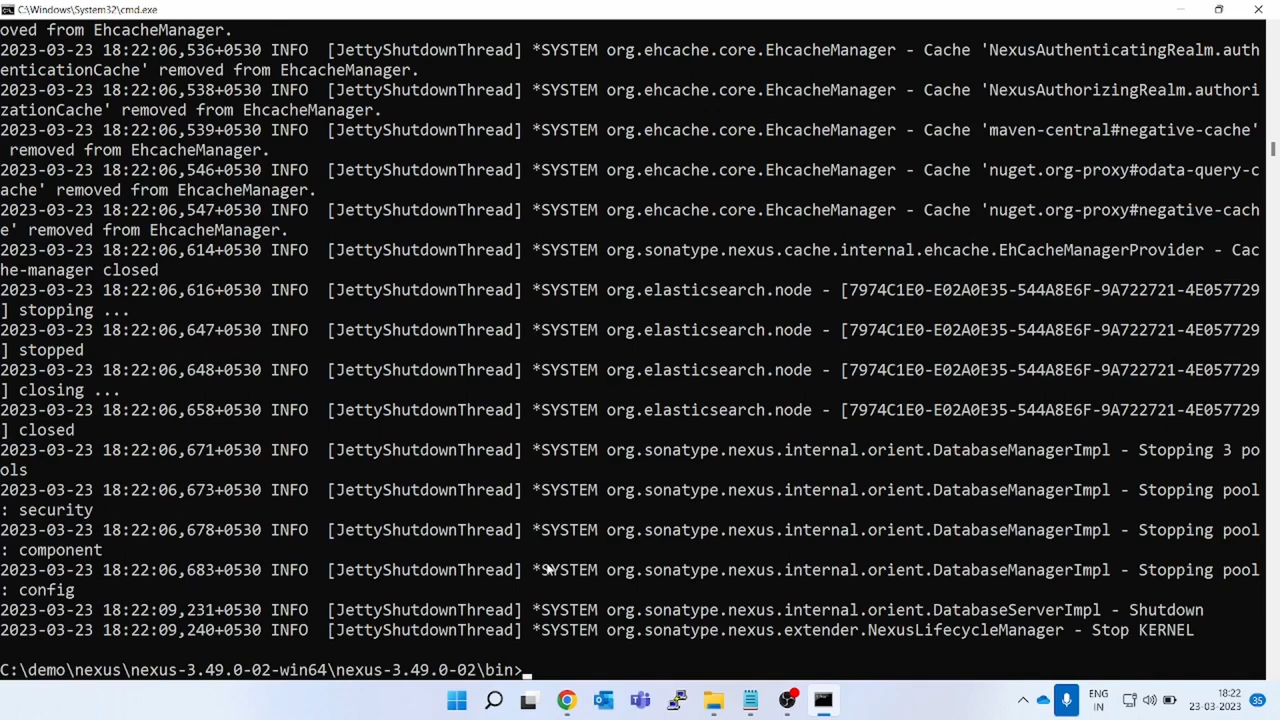 C:\Windows\System32\cmd.exe
oved from EhcacheManager.
2023-03-23 18:22:06,536+0530 INFO  [JettyShutdownThread] *SYSTEM org.ehcache.core.EhcacheManager - Cache 'NexusAuthenticatingRealm.auth
enticationCache' removed from EhcacheManager.
2023-03-23 18:22:06,538+0530 INFO  [JettyShutdownThread] *SYSTEM org.ehcache.core.EhcacheManager - Cache 'NexusAuthorizingRealm.authori
zationCache' removed from EhcacheManager.
2023-03-23 18:22:06,539+0530 INFO  [JettyShutdownThread] *SYSTEM org.ehcache.core.EhcacheManager - Cache 'maven-central#negative-cache'
 removed from EhcacheManager.
2023-03-23 18:22:06,546+0530 INFO  [JettyShutdownThread] *SYSTEM org.ehcache.core.EhcacheManager - Cache 'nuget.org-proxy#odata-query-c
ache' removed from EhcacheManager.
2023-03-23 18:22:06,547+0530 INFO  [JettyShutdownThread] *SYSTEM org.ehcache.core.EhcacheManager - Cache 'nuget.org-proxy#negative-cach
e' removed from EhcacheManager.
2023-03-23 18:22:06,614+0530 INFO  [JettyShutdownThread] *SYSTEM org.sonatype.nexus.cache.internal.ehcache.EhCacheManagerProvider - Cac
he-manager closed
2023-03-23 18:22:06,616+0530 INFO  [JettyShutdownThread] *SYSTEM org.elasticsearch.node - [7974C1E0-E02A0E35-544A8E6F-9A722721-4E057729
] stopping ...
2023-03-23 18:22:06,647+0530 INFO  [JettyShutdownThread] *SYSTEM org.elasticsearch.node - [7974C1E0-E02A0E35-544A8E6F-9A722721-4E057729
] stopped
2023-03-23 18:22:06,648+0530 INFO  [JettyShutdownThread] *SYSTEM org.elasticsearch.node - [7974C1E0-E02A0E35-544A8E6F-9A722721-4E057729
] closing ...
2023-03-23 18:22:06,658+0530 INFO  [JettyShutdownThread] *SYSTEM org.elasticsearch.node - [7974C1E0-E02A0E35-544A8E6F-9A722721-4E057729
] closed
2023-03-23 18:22:06,671+0530 INFO  [JettyShutdownThread] *SYSTEM org.sonatype.nexus.internal.orient.DatabaseManagerImpl - Stopping 3 po
ols
2023-03-23 18:22:06,673+0530 INFO  [JettyShutdownThread] *SYSTEM org.sonatype.nexus.internal.orient.DatabaseManagerImpl - Stopping pool
: security
2023-03-23 18:22:06,678+0530 INFO  [JettyShutdownThread] *SYSTEM org.sonatype.nexus.internal.orient.DatabaseManagerImpl - Stopping pool
: component
2023-03-23 18:22:06,683+0530 INFO  [JettyShutdownThread] *SYSTEM org.sonatype.nexus.internal.orient.DatabaseManagerImpl - Stopping pool
: config
2023-03-23 18:22:09,231+0530 INFO  [JettyShutdownThread] *SYSTEM org.sonatype.nexus.internal.orient.DatabaseServerImpl - Shutdown
2023-03-23 18:22:09,240+0530 INFO  [JettyShutdownThread] *SYSTEM org.sonatype.nexus.extender.NexusLifecycleManager - Stop KERNEL
C:\demo\nexus\nexus-3.49.0-02-win64\nexus-3.49.0-02\bin>
ENG
IN
18:22
23-03-2023
35